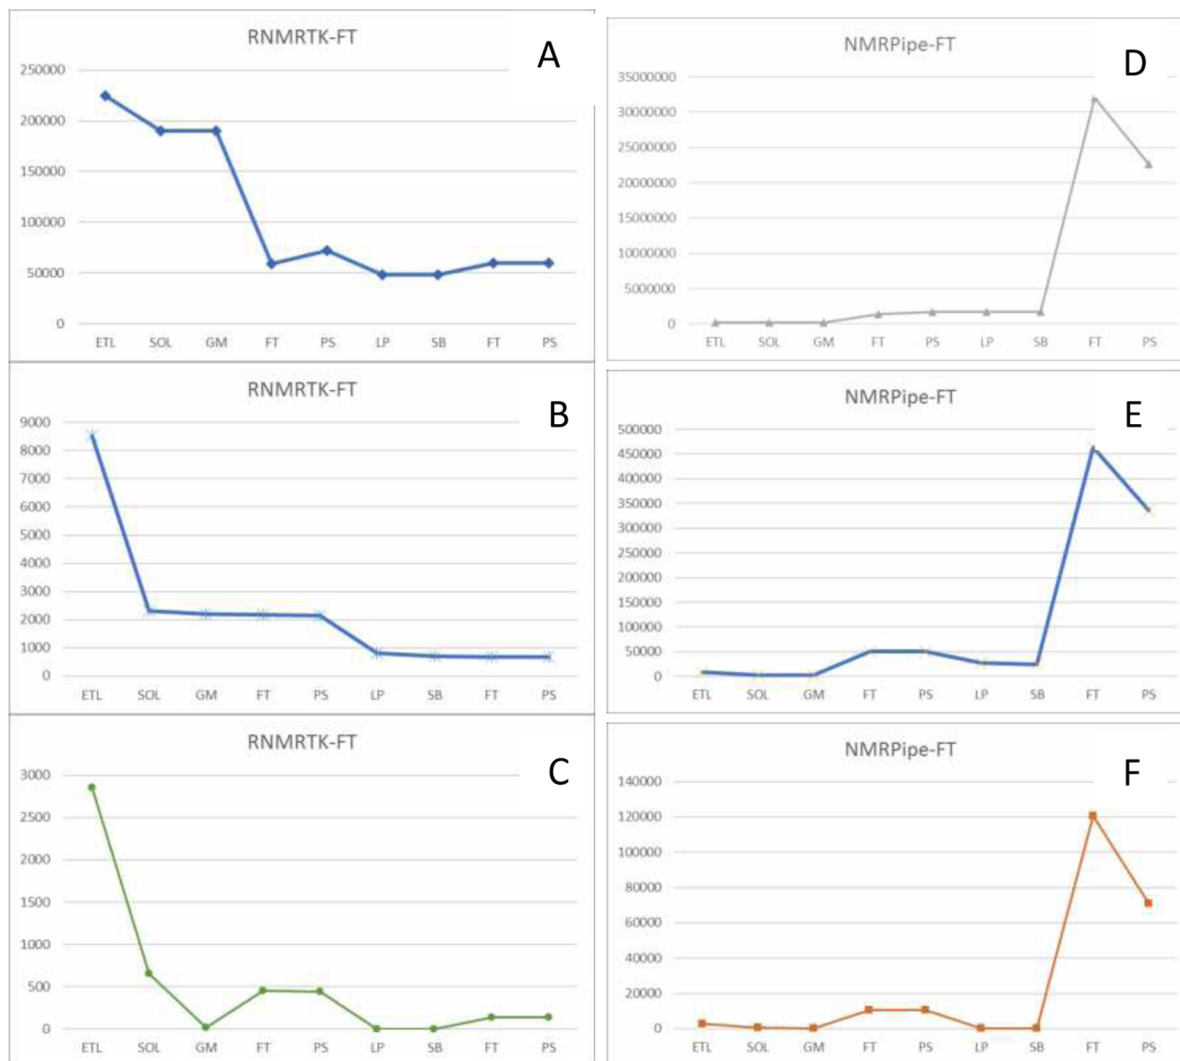 RNMRTK-FT
A
250000
200000
150000
100000
50000
0
ETL SOL GM FT PS LP SB FT PS
RNMRTK-FT
B
9000
8000
7000
6000
5000
4000
3000
2000
1000
0
ETL SOL GM FT PS LP SB FT PS
RNMRTK-FT
C
3000
2500
2000
1500
1000
500
0
ETL SOL GM FT PS LP SB FT PS
NMRPipe-FT
D
35000000
30000000
25000000
20000000
15000000
10000000
5000000
0
ETL SOL GM FT PS LP SB FT PS
NMRPipe-FT
E
500000
450000
400000
350000
300000
250000
200000
150000
100000
50000
0
ETL SOL GM FT PS LP SB FT PS
NMRPipe-FT
F
140000
120000
100000
80000
60000
40000
20000
0
ETL SOL GM FT PS LP SB FT PS